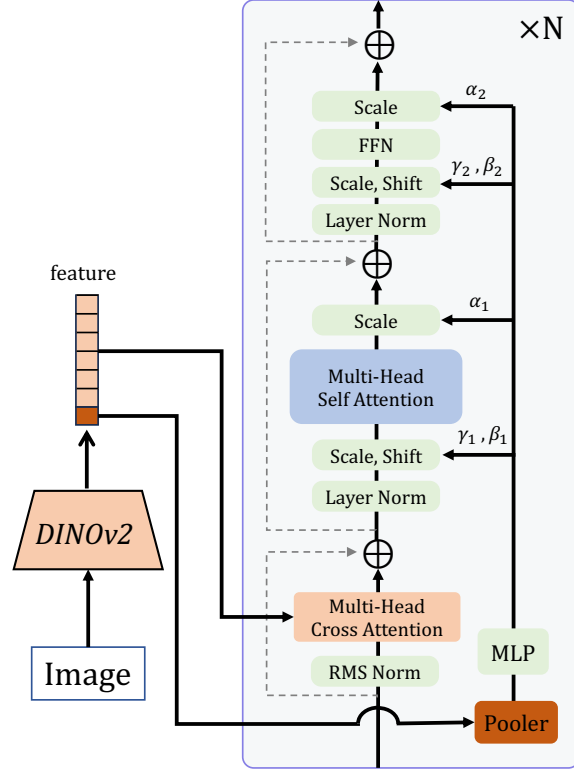 ×N
α₂
Scale
FFN
γ₂ , β₂
Scale, Shift
Layer Norm
feature
α₁
Scale
Multi-Head
Self Attention
γ₁ , β₁
Scale, Shift
Layer Norm
DINOv2
Multi-Head
Cross Attention
Image
RMS Norm
MLP
Pooler